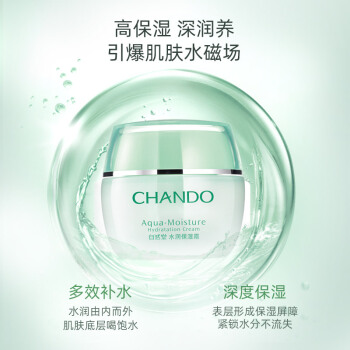 高保湿 深润养
引爆肌肤水磁场
CHANDO
Aqua-Moisture
Hydratation Cream
自然堂 水润保湿霜
多效补水
水润由内而外
肌肤底层喝饱水
深度保湿
表层形成保湿屏障
紧锁水分不流失